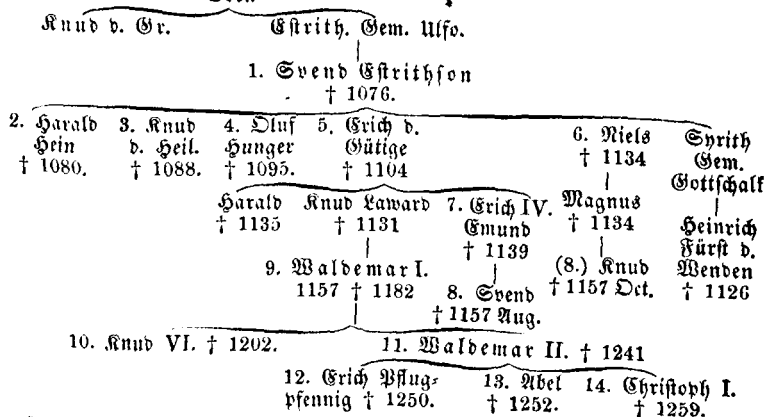 Knud d. Gr. Estrith. Gem. Ulfo.
1. Svend Estrithson
† 1076.
2. Harald 3. Knud 4. Oluf 5. Erich d. 6. Niels Syrith
Hein d. Heil. Hunger Gütige † 1134 Gem.
† 1080. † 1088. † 1095. † 1104 Gottschalk
Harald Knud Laward 7. Erich IV. Magnus Heinrich
† 1135 † 1131 Emund † 1134 Fürst d.
† 1139 Wenden
9. Waldemar I. (8.) Knud † 1126
1157 † 1182 8. Svend † 1157 Oct.
† 1157 Aug.
10. Knud VI. † 1202. 11. Waldemar II. † 1241
12. Erich Pflug- 13. Abel 14. Christoph I.
pfennig † 1250. † 1252. † 1259.